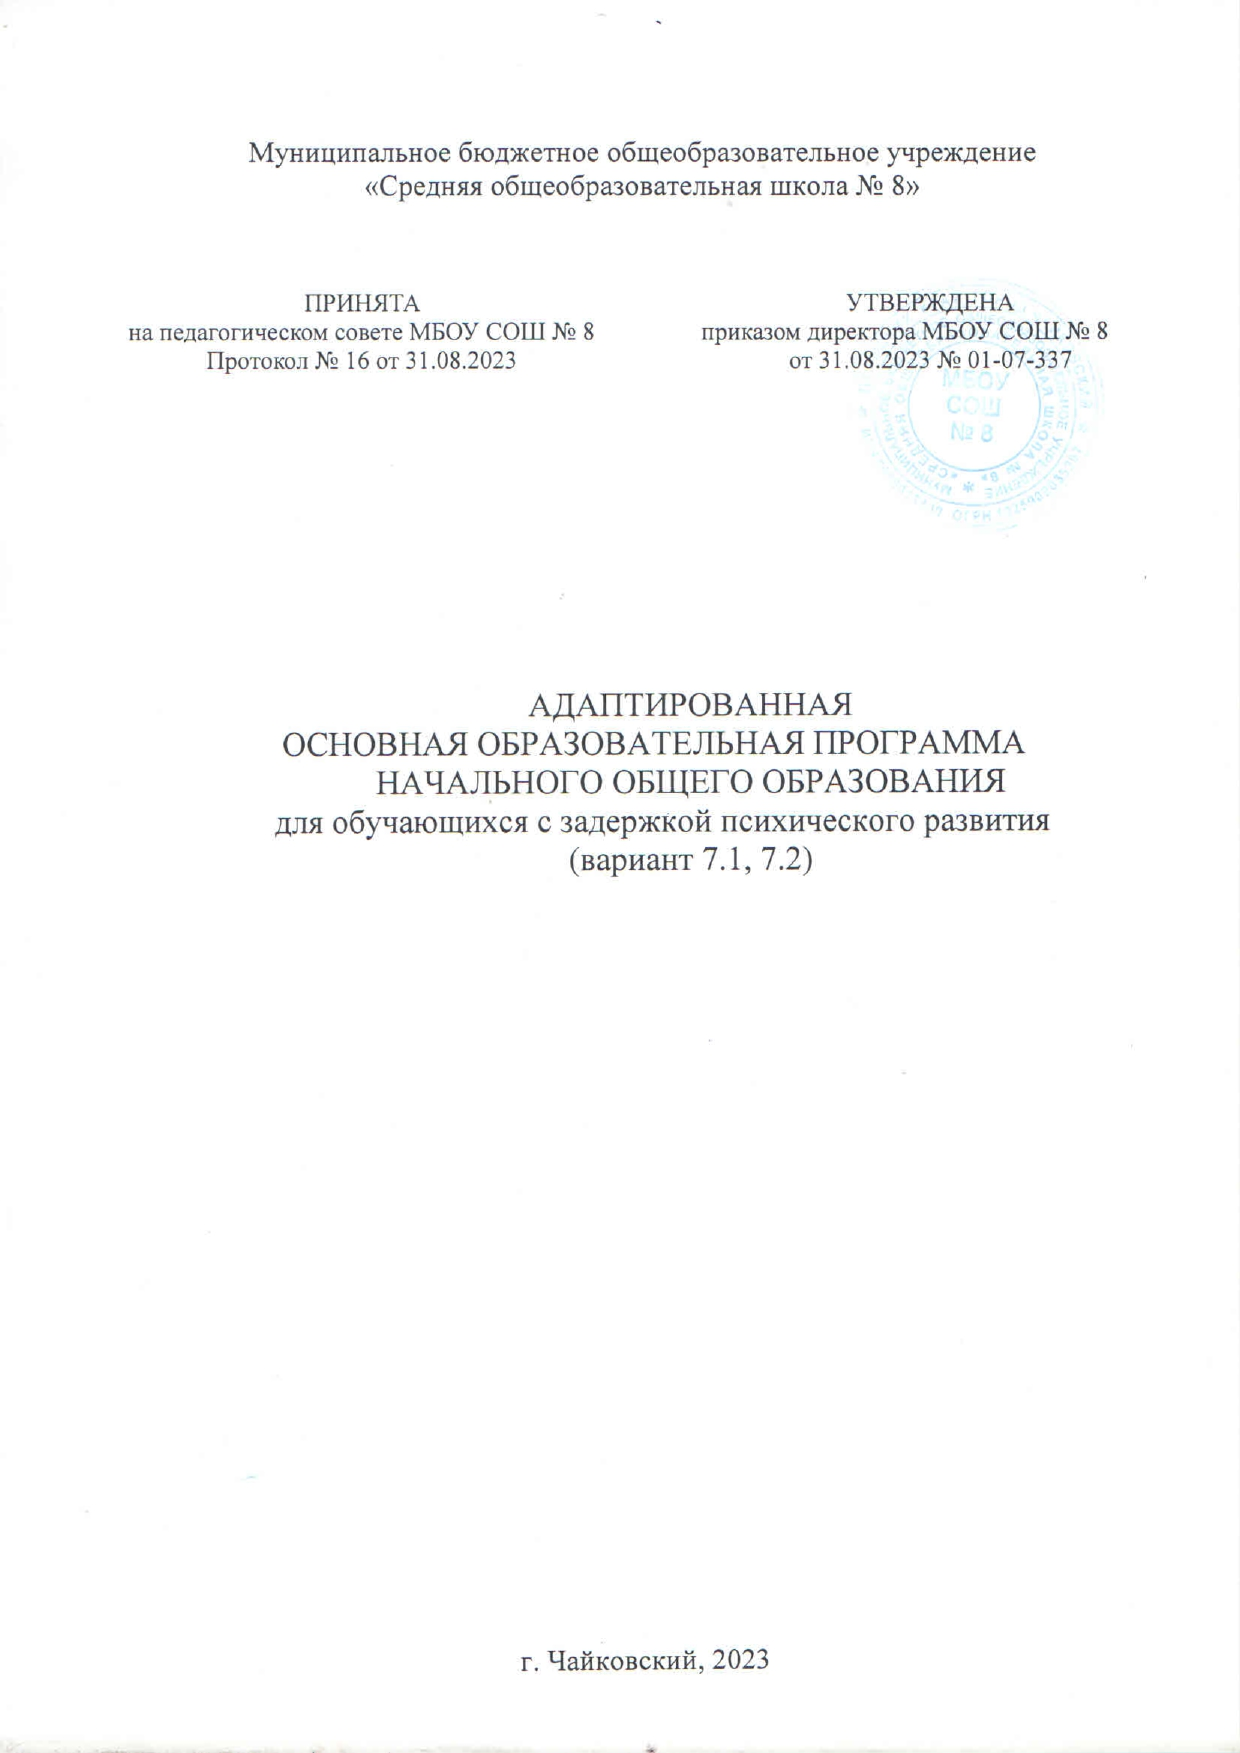 Муниципальное бюджетное общеобразовательное учреждение
«Средняя общеобразовательная школа № 8»
ПРИНЯТА
на педагогическом совете МБОУ СОШ № 8
Протокол № 16 от 31.08.2023
УТВЕРЖДЕНА
приказом директора МБОУ СОШ № 8
от 31.08.2023 № 01-07-337
МБОУ
СОШ
№ 8
АДАПТИРОВАННАЯ
ОСНОВНАЯ ОБРАЗОВАТЕЛЬНАЯ ПРОГРАММА
НАЧАЛЬНОГО ОБЩЕГО ОБРАЗОВАНИЯ
для обучающихся с задержкой психического развития
(вариант 7.1, 7.2)
г. Чайковский, 2023